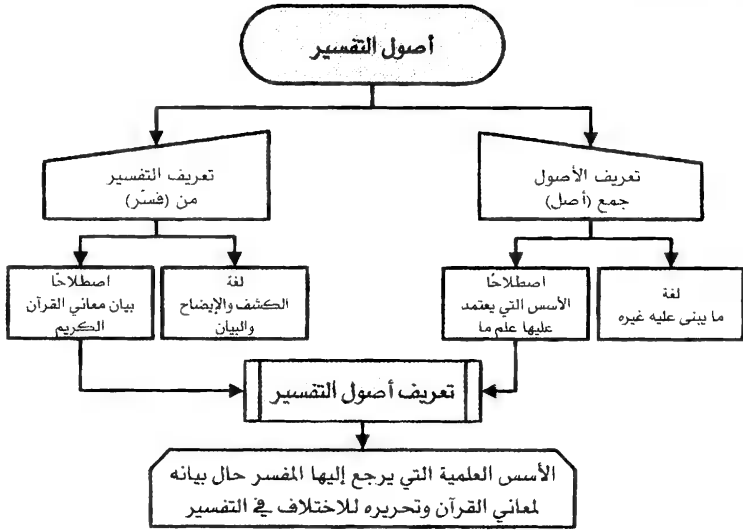 أصول التفسير
تعريف الأصول
جمع (أصل)
تعريف التفسير
من (فسّر)
لغة
ما يبنى عليه غيره
اصطلاحًا
الأسس التي يعتمد
عليها علم ما
لغة
الكشف والإيضاح
والبيان
اصطلاحًا
بيان معاني القرآن
الكريم
تعريف أصول التفسير
الأسس العلمية التي يرجع إليها المفسر حال بيانه
لمعاني القرآن وتحريره للاختلاف في التفسير